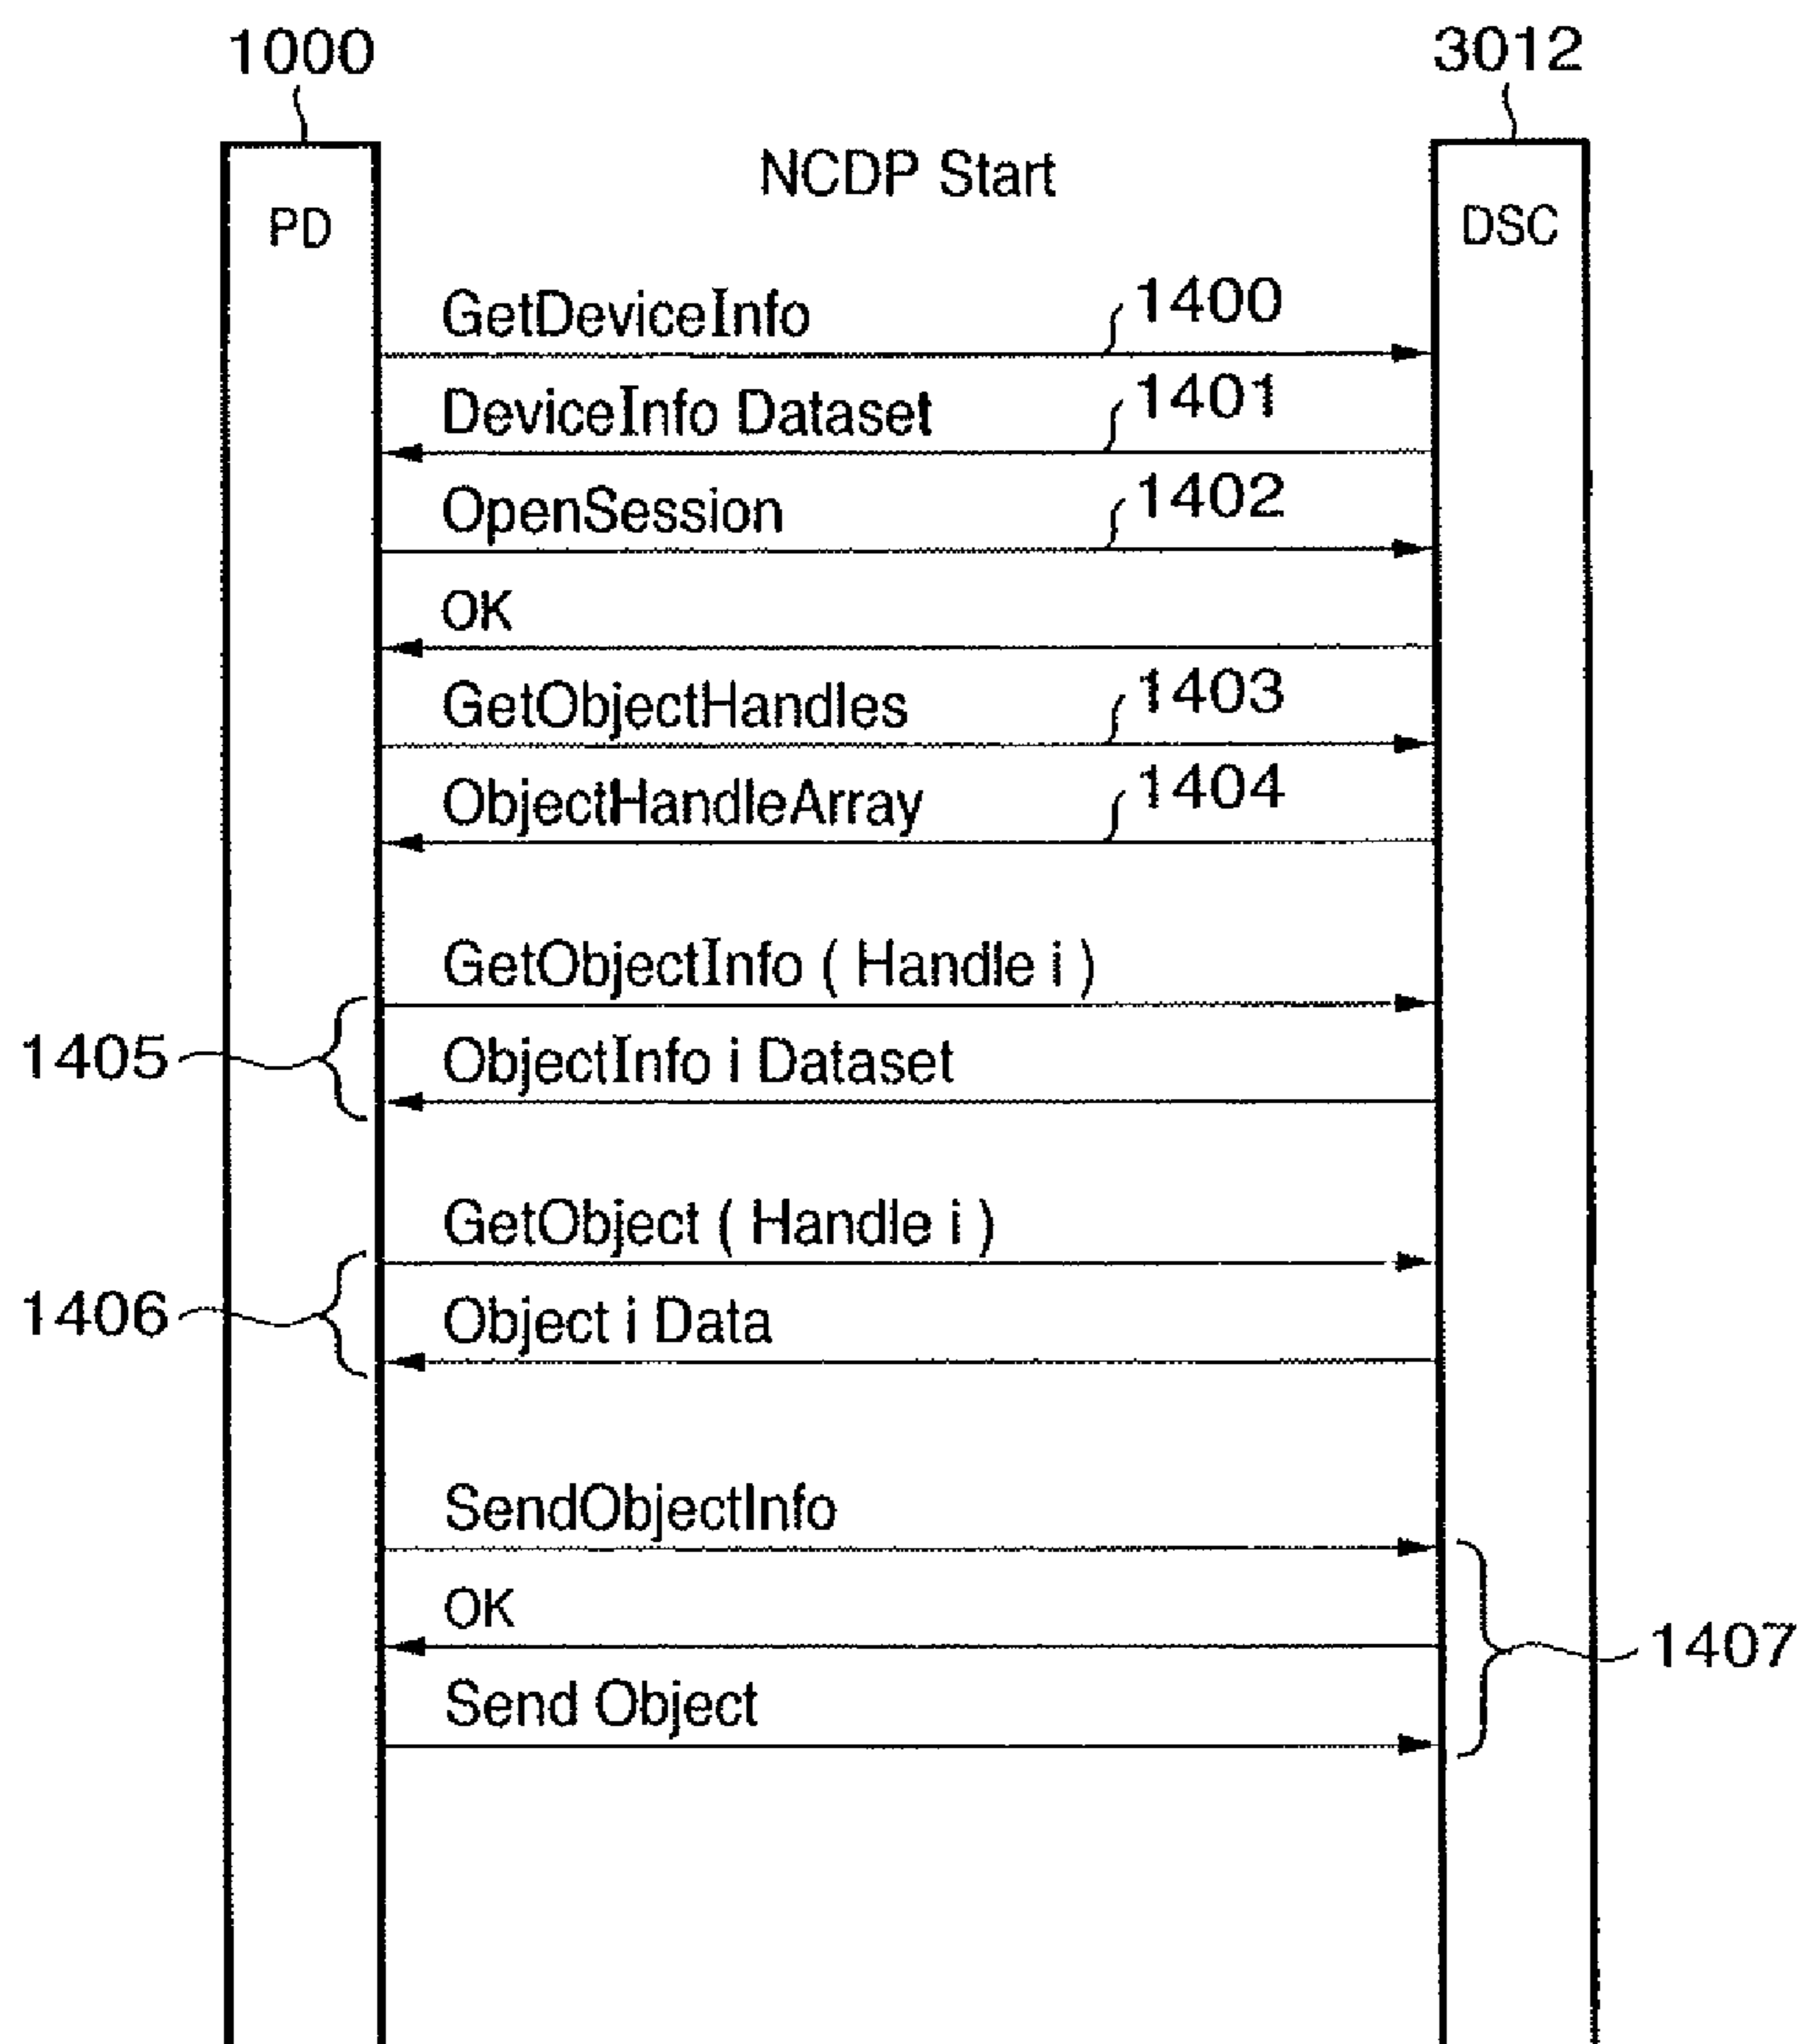 1000
3012
NCDP Start
PD
DSC
GetDeviceInfo
1400
DeviceInfo Dataset
1401
OpenSession
1402
OK
GetObjectHandles
1403
ObjectHandleArray
1404
GetObjectInfo ( Handle i )
1405
ObjectInfo i Dataset
GetObject ( Handle i )
1406
Object i Data
SendObjectInfo
OK
1407
Send Object